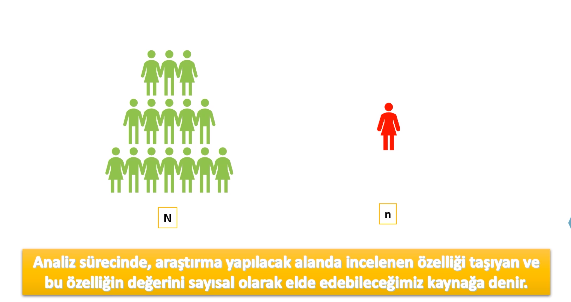 N
n
Analiz sürecinde, araştırma yapılacak alanda incelenen özelliği taşıyan ve
bu özelliğin değerini sayısal olarak elde edebileceğimiz kaynağa denir.